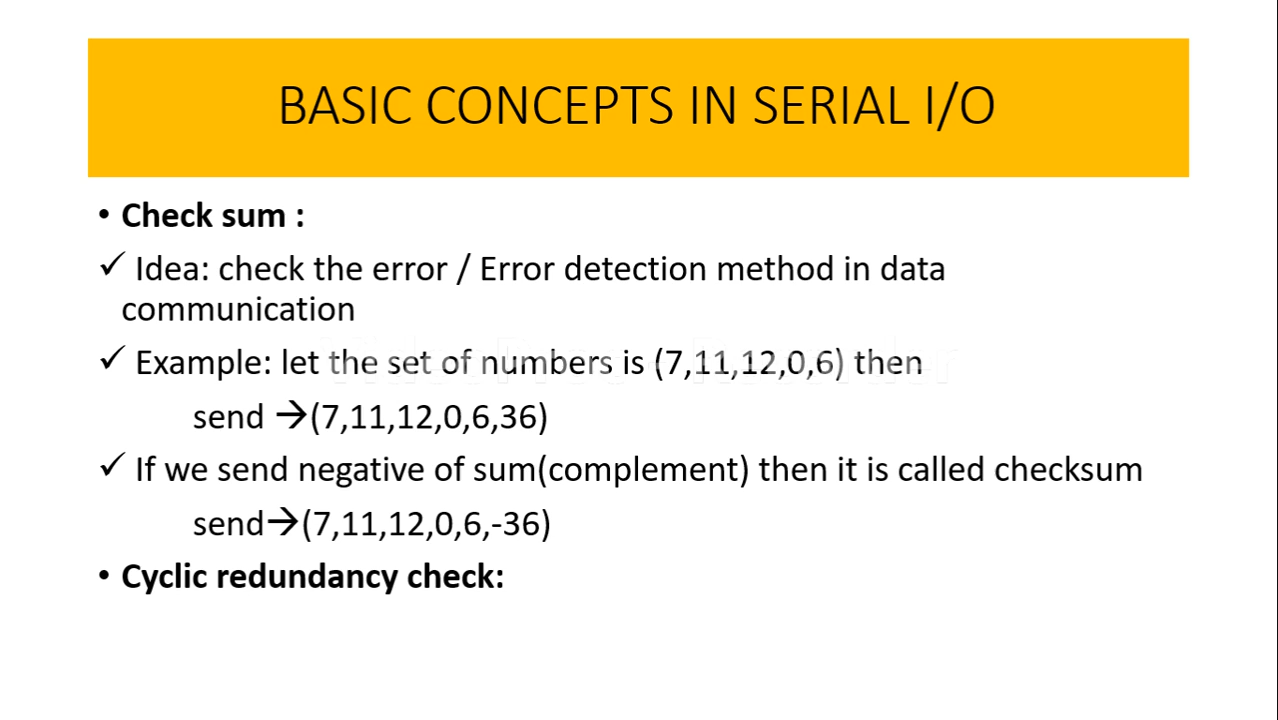 BASIC CONCEPTS IN SERIAL I/O
• Check sum :
✓ Idea: check the error / Error detection method in data
communication
✓ Example: let the set of numbers is (7,11,12,0,6) then
send →(7,11,12,0,6,36)
✓ If we send negative of sum(complement) then it is called checksum
send→(7,11,12,0,6,-36)
• Cyclic redundancy check: